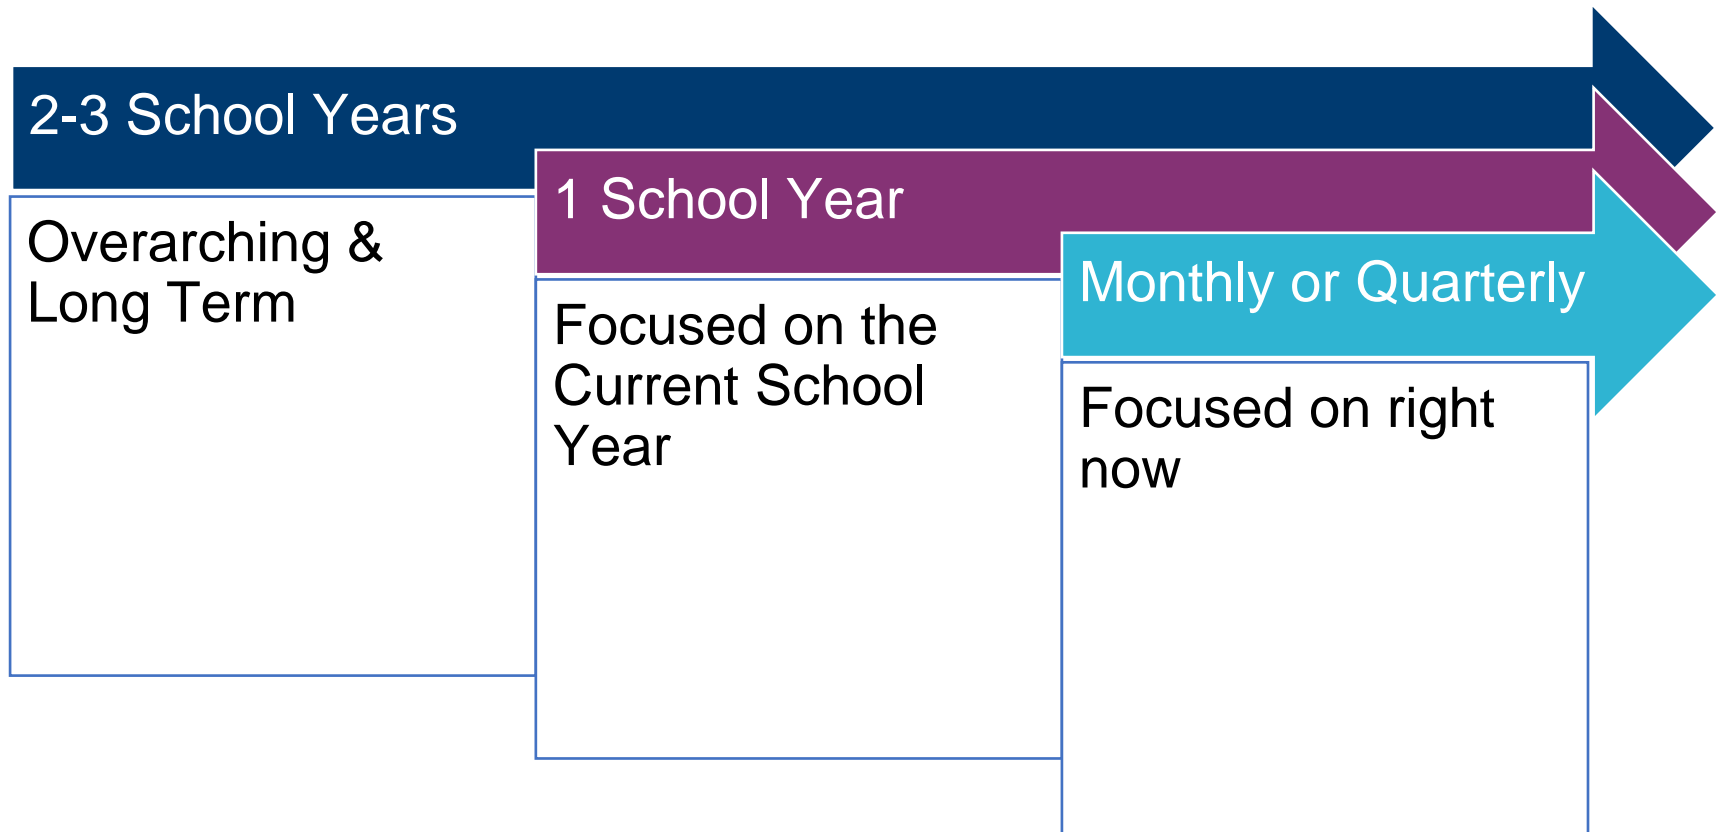 2-3 School Years
Overarching &
Long Term
1 School Year
Focused on the
Current School
Year
Monthly or Quarterly
Focused on right
now